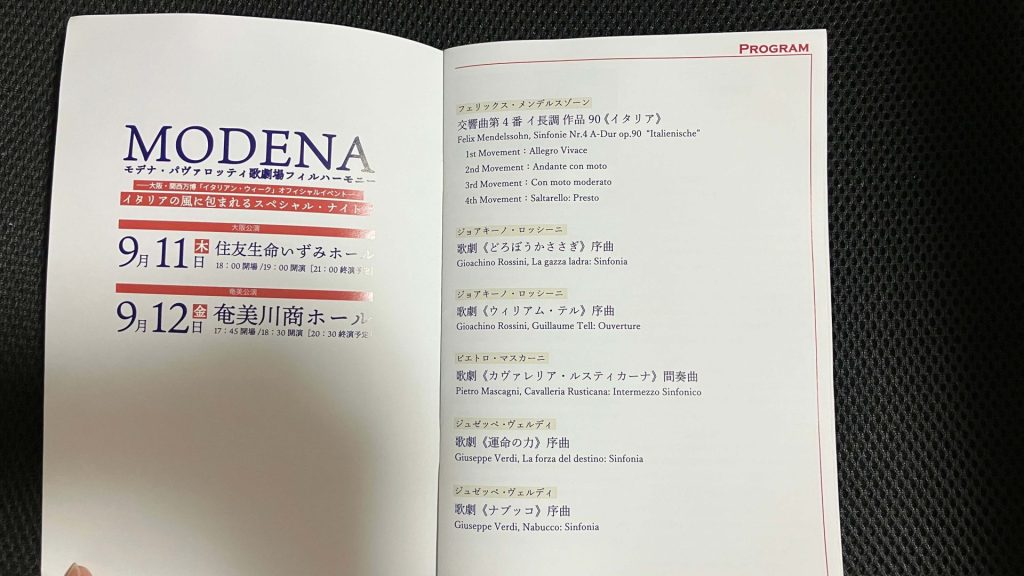 MODENA
モデナ・パヴァロッティ歌劇場フィルハーモニー
大阪・関西万博「イタリアン・ウィーク」オフィシャルイベント
イタリアの風に包まれるスペシャル・ナイト
大阪公演
9月11日 木 住友生命いずみホール
18:00 開場 /19:00 開演 [21:00 終演予定]
奄美公演
9月12日 金 奄美川商ホール
17:45 開場 /18:30 開演 [20:30 終演予定]
PROGRAM
フェリックス・メンデルスゾーン
交響曲第4番 イ長調 作品 90《イタリア》
Felix Mendelssohn, Sinfonie Nr.4 A-Dur op.90 “Italienische”
1st Movement:Allegro Vivace
2nd Movement:Andante con moto
3rd Movement:Con moto moderato
4th Movement:Saltarello: Presto
ジョアキーノ・ロッシーニ
歌劇《どろぼうかささぎ》序曲
Gioachino Rossini, La gazza ladra: Sinfonia
ジョアキーノ・ロッシーニ
歌劇《ウィリアム・テル》序曲
Gioachino Rossini, Guillaume Tell: Ouverture
ピエトロ・マスカーニ
歌劇《カヴァレリア・ルスティカーナ》間奏曲
Pietro Mascagni, Cavalleria Rusticana: Intermezzo Sinfonico
ジュゼッペ・ヴェルディ
歌劇《運命の力》序曲
Giuseppe Verdi, La forza del destino: Sinfonia
ジュゼッペ・ヴェルディ
歌劇《ナブッコ》序曲
Giuseppe Verdi, Nabucco: Sinfonia